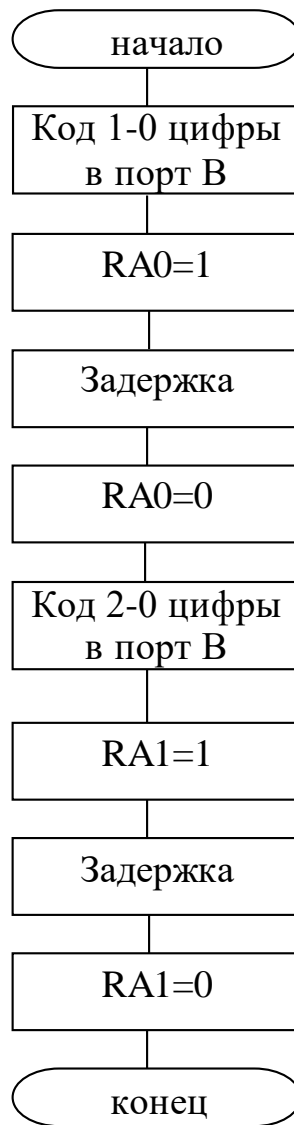 начало
Код 1-0 цифры
в порт В
RA0=1
Задержка
RA0=0
Код 2-0 цифры
в порт В
RA1=1
Задержка
RA1=0
конец